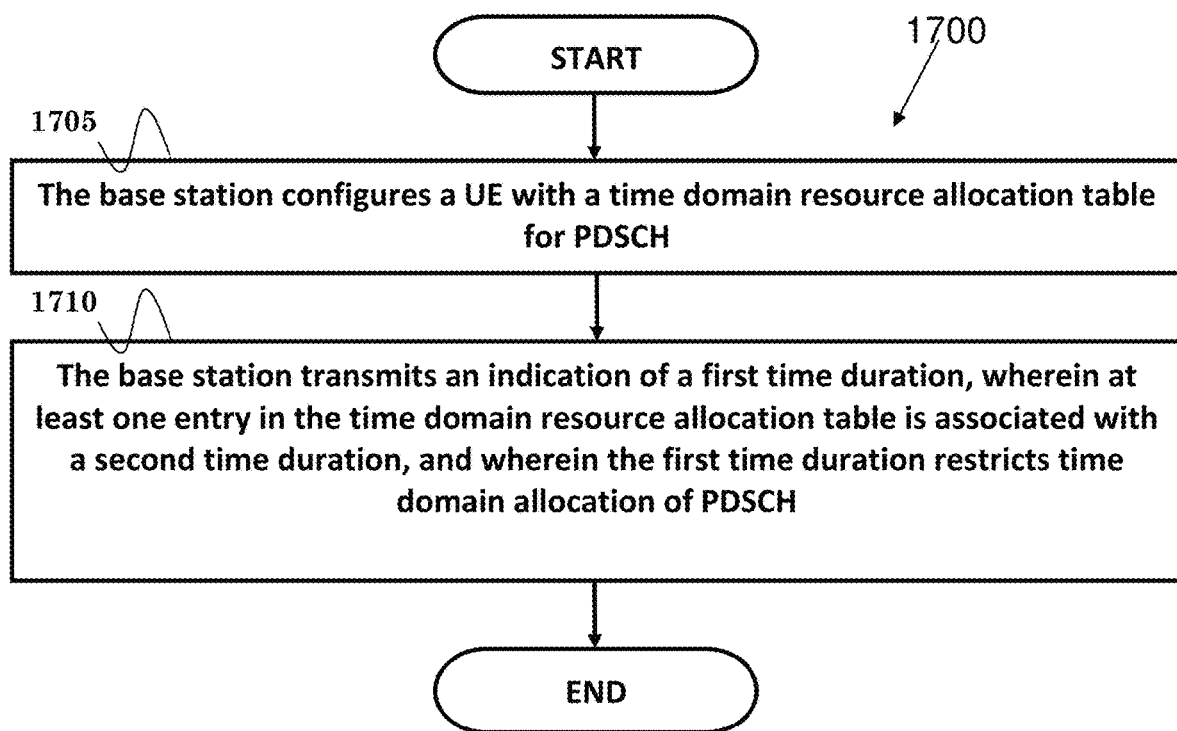 START
1700
1705
The base station configures a UE with a time domain resource allocation table
for PDSCH
1710
The base station transmits an indication of a first time duration, wherein at
least one entry in the time domain resource allocation table is associated with
a second time duration, and wherein the first time duration restricts time
domain allocation of PDSCH
END